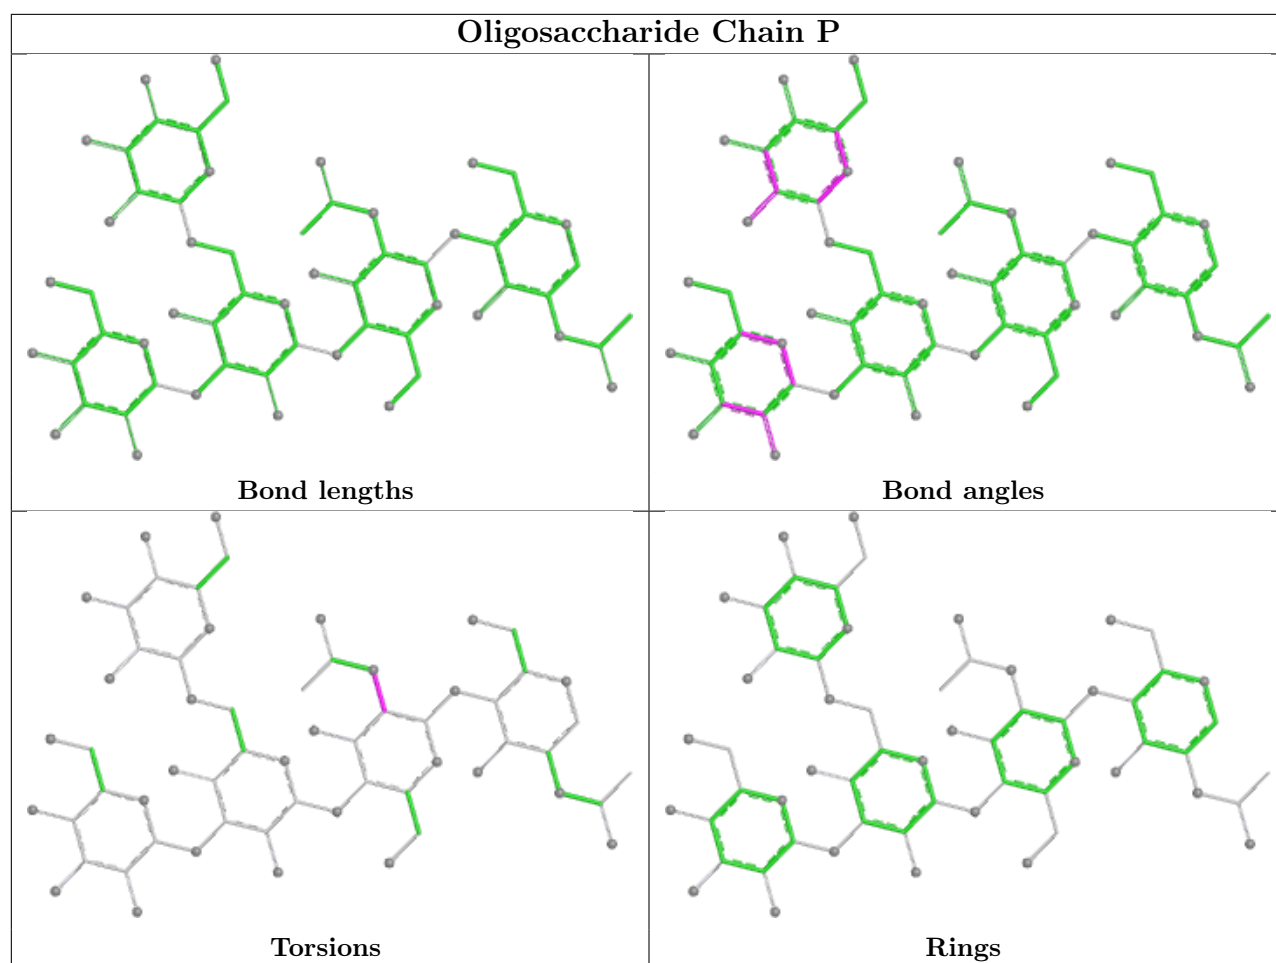 Oligosaccharide Chain P
Bond lengths
Bond angles
Torsions
Rings